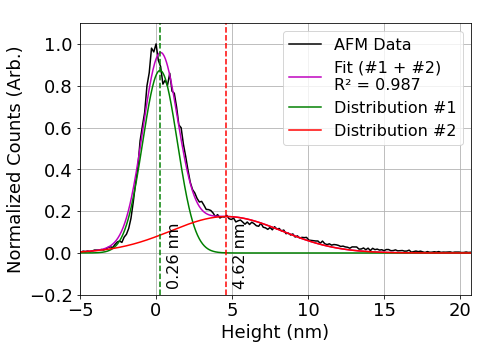 Normalized Counts (Arb.)
1.0
0.8
0.6
0.4
0.2
0.0
−0.2
AFM Data
Fit (#1 + #2)
R² = 0.987
Distribution #1
Distribution #2
0.26 nm
4.62 nm
−5
0
5
10
15
20
Height (nm)